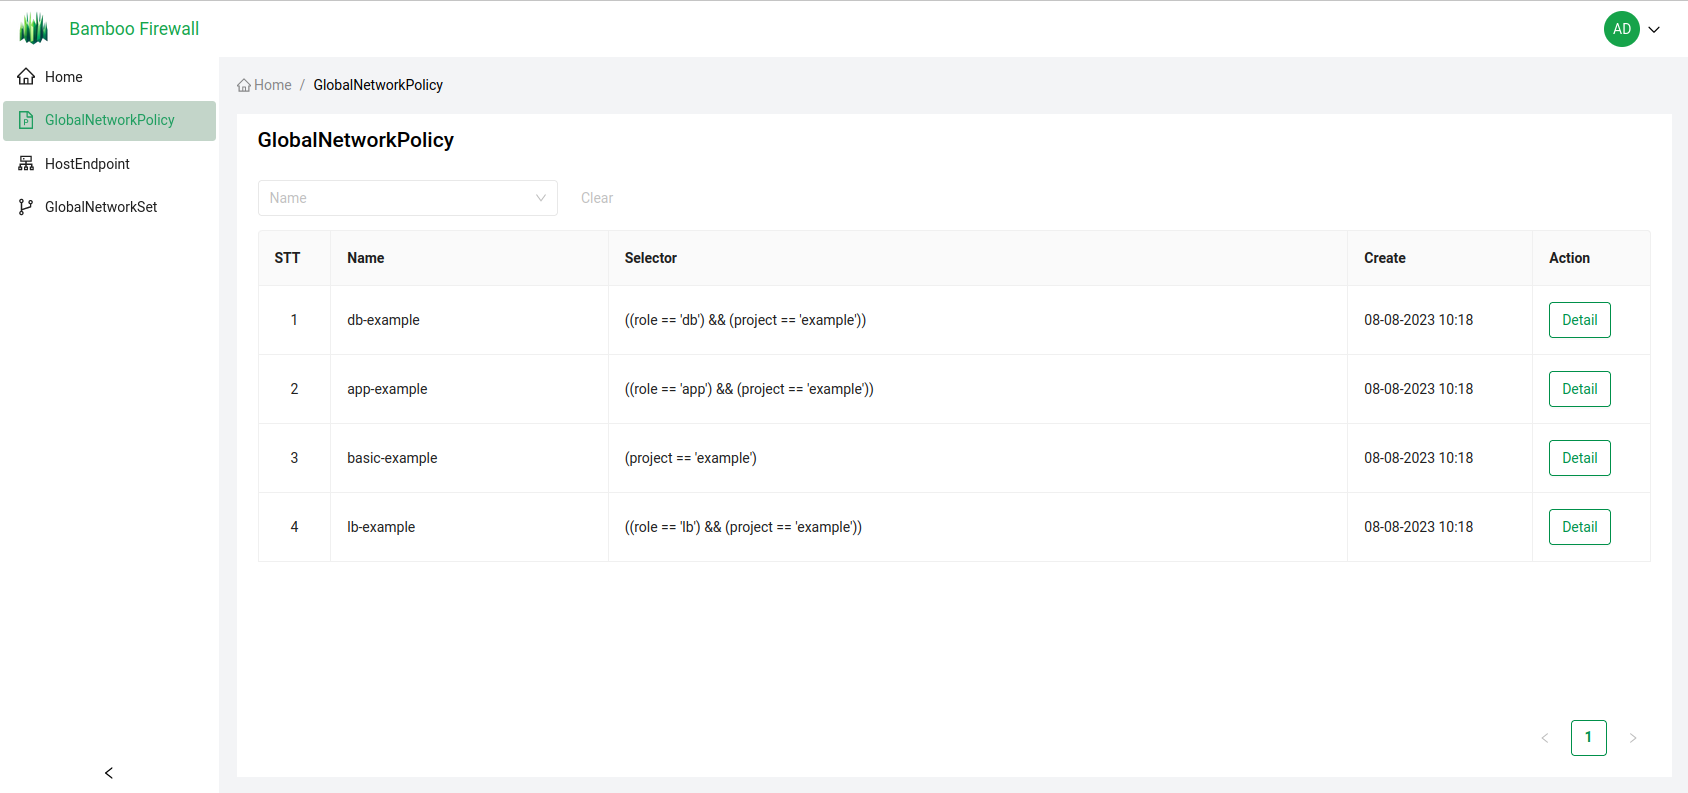 Bamboo Firewall
AD
Home
GlobalNetworkPolicy
HostEndpoint
GlobalNetworkSet
Home / GlobalNetworkPolicy
GlobalNetworkPolicy
Name
Clear
STT Name Selector Create Action
1 db-example ((role == 'db') && (project == 'example')) 08-08-2023 10:18 Detail
2 app-example ((role == 'app') && (project == 'example')) 08-08-2023 10:18 Detail
3 basic-example (project == 'example') 08-08-2023 10:18 Detail
4 lb-example ((role == 'lb') && (project == 'example')) 08-08-2023 10:18 Detail
1